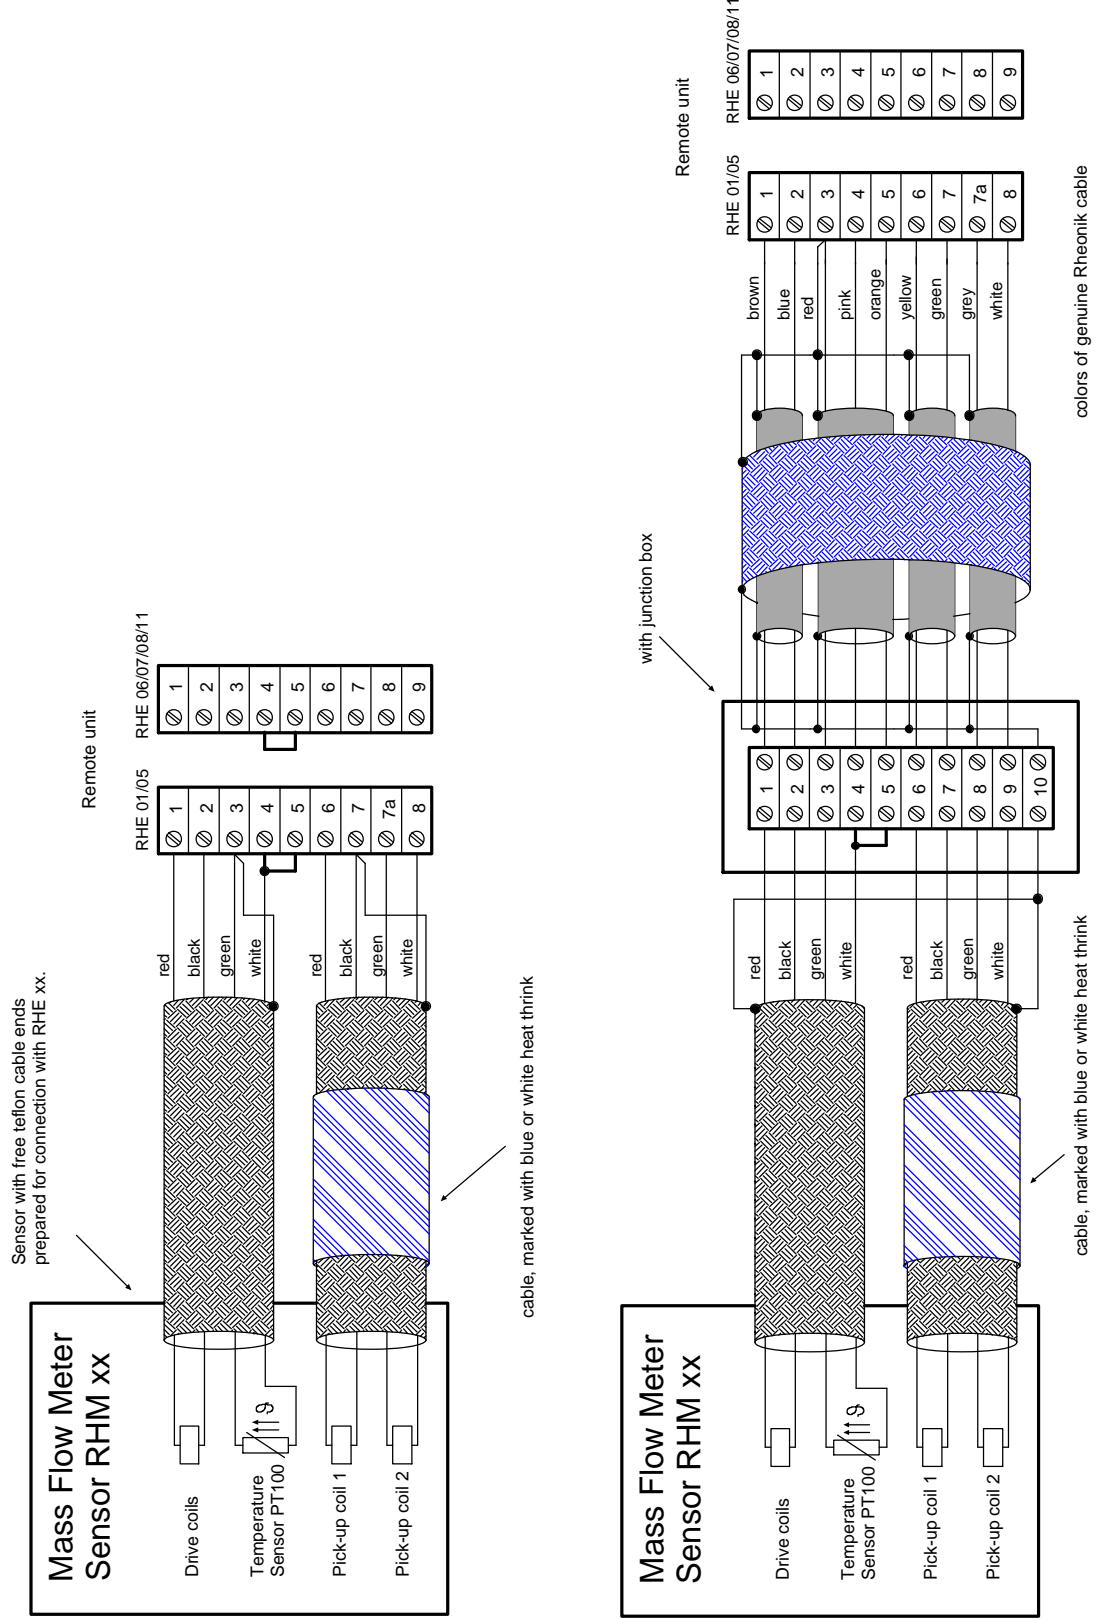 Sensor with free teflon cable ends
prepared for connection with RHE xx.
Mass Flow Meter
Sensor RHM xx
Drive coils
Temperature
Sensor PT100
ϑ
Pick-up coil 1
Pick-up coil 2
red
black
green
white
red
black
green
white
cable, marked with blue or white heat thrink
Remote unit
RHE 01/05
1
2
3
4
5
6
7
7a
8
RHE 06/07/08/11
1
2
3
4
5
6
7
8
9
Mass Flow Meter
Sensor RHM xx
Drive coils
Temperature
Sensor PT100
ϑ
Pick-up coil 1
Pick-up coil 2
red
black
green
white
red
black
green
white
cable, marked with blue or white heat thrink
with junction box
1
2
3
4
5
6
7
8
9
10
brown
blue
red
pink
orange
yellow
green
grey
white
Remote unit
RHE 01/05
1
2
3
4
5
6
7
7a
8
RHE 06/07/08/11
1
2
3
4
5
6
7
8
9
colors of genuine Rheonik cable